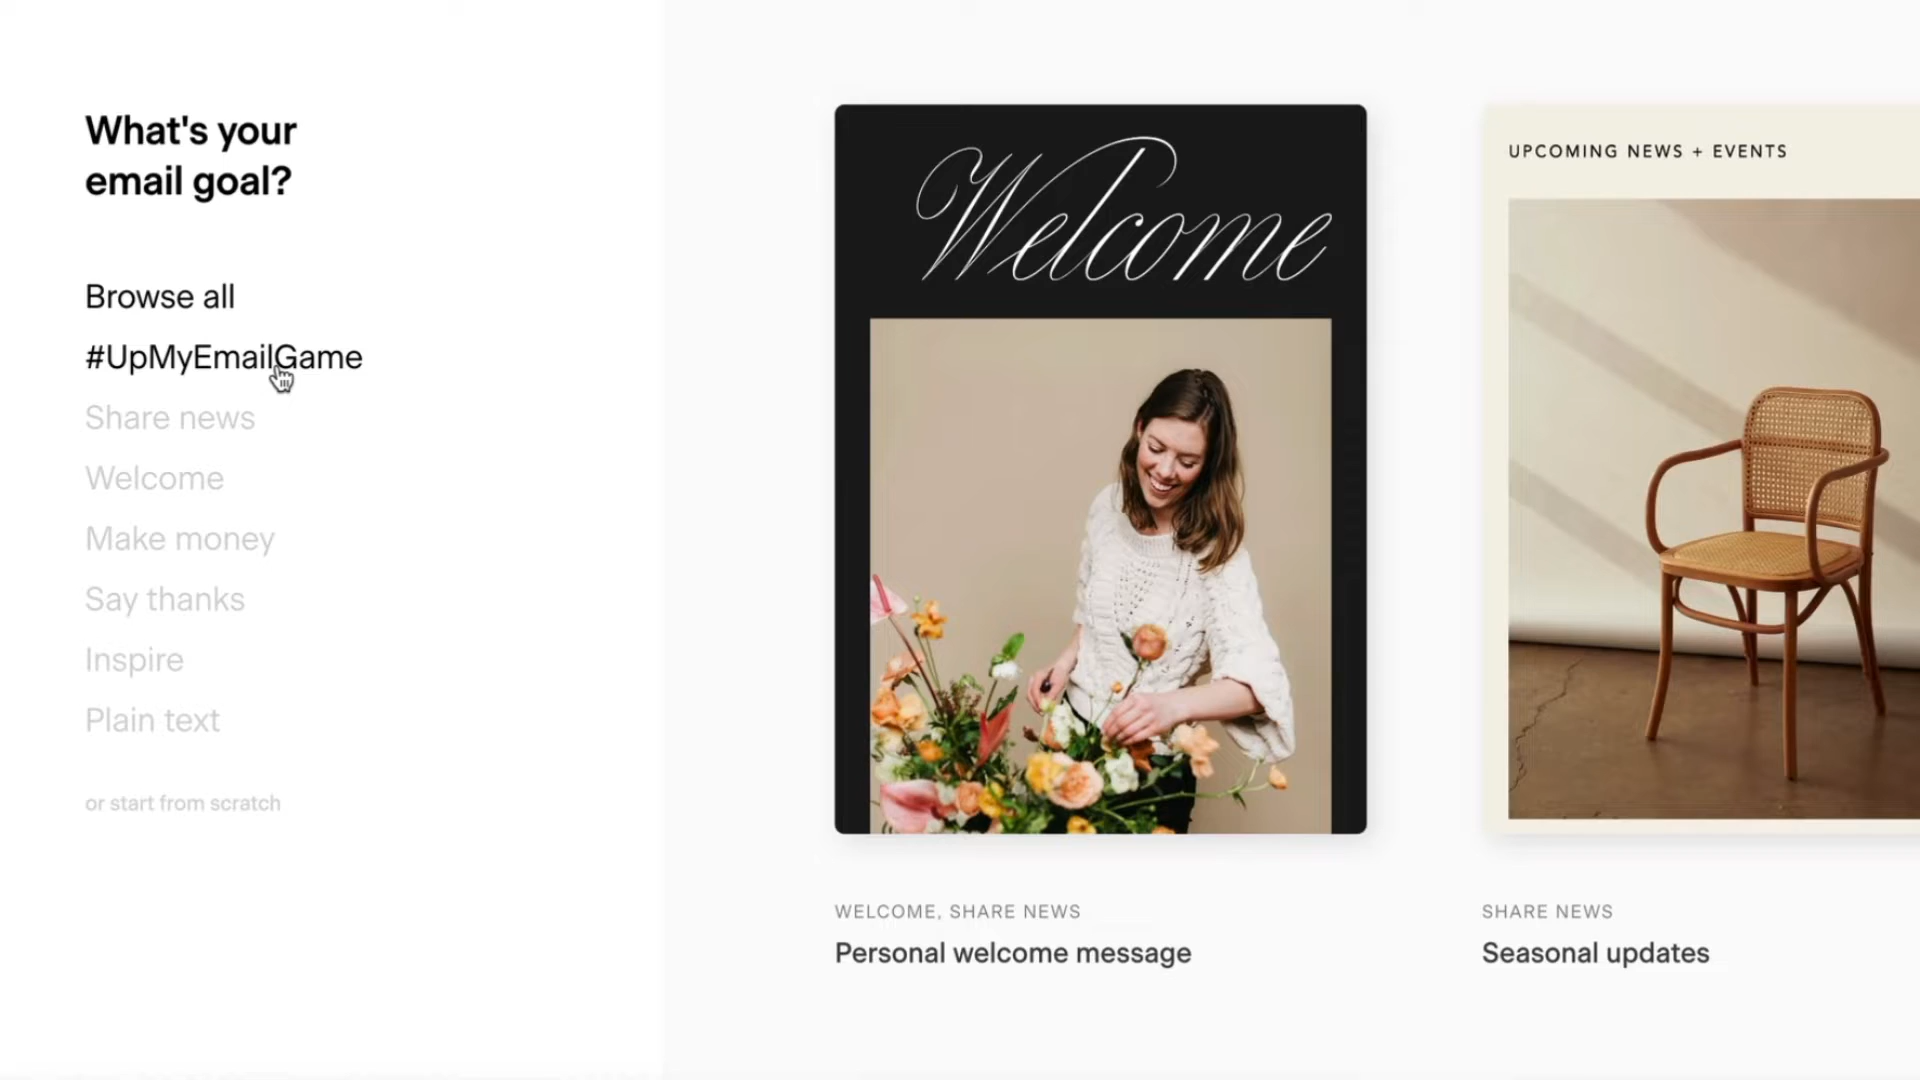 What's your
email goal?
Browse all
#UpMyEmailGame
Share news
Welcome
Make money
Say thanks
Inspire
Plain text
or start from scratch
Welcome
WELCOME, SHARE NEWS
Personal welcome message
UPCOMING NEWS + EVENTS
SHARE NEWS
Seasonal updates